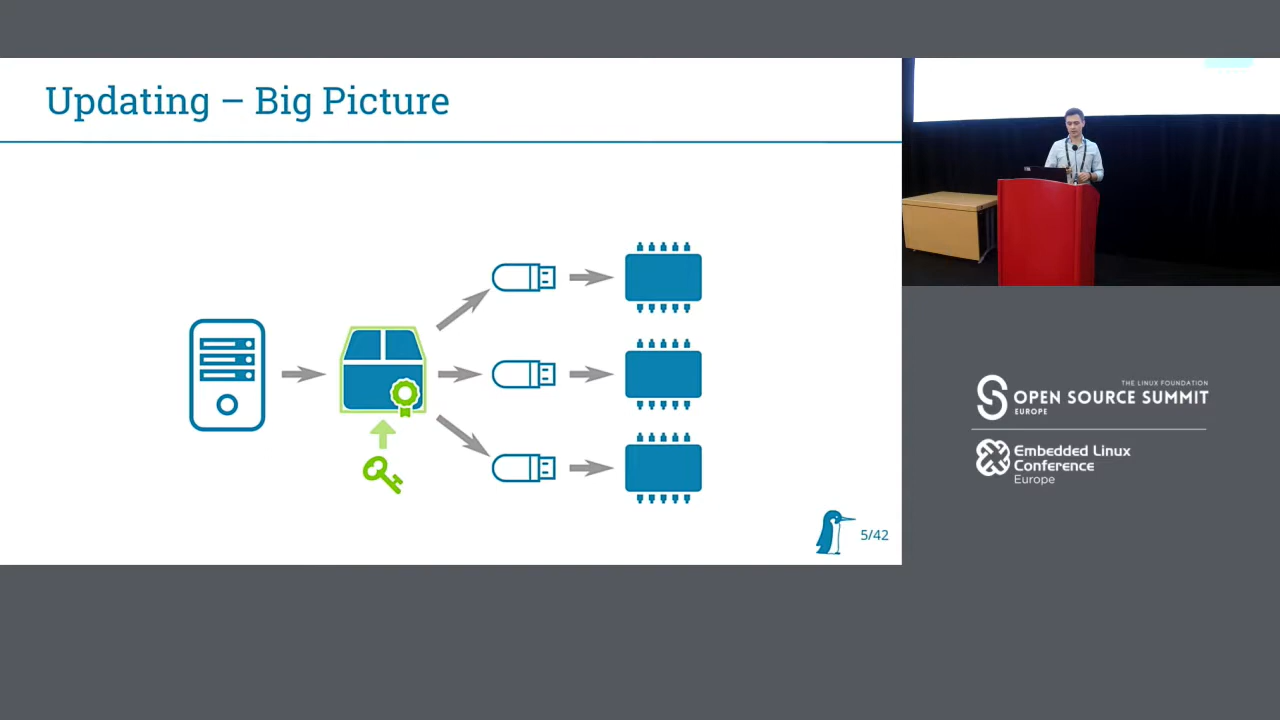 Updating – Big Picture
5/42
THE LINUX FOUNDATION
OPEN SOURCE SUMMIT
EUROPE
Embedded Linux
Conference
Europe